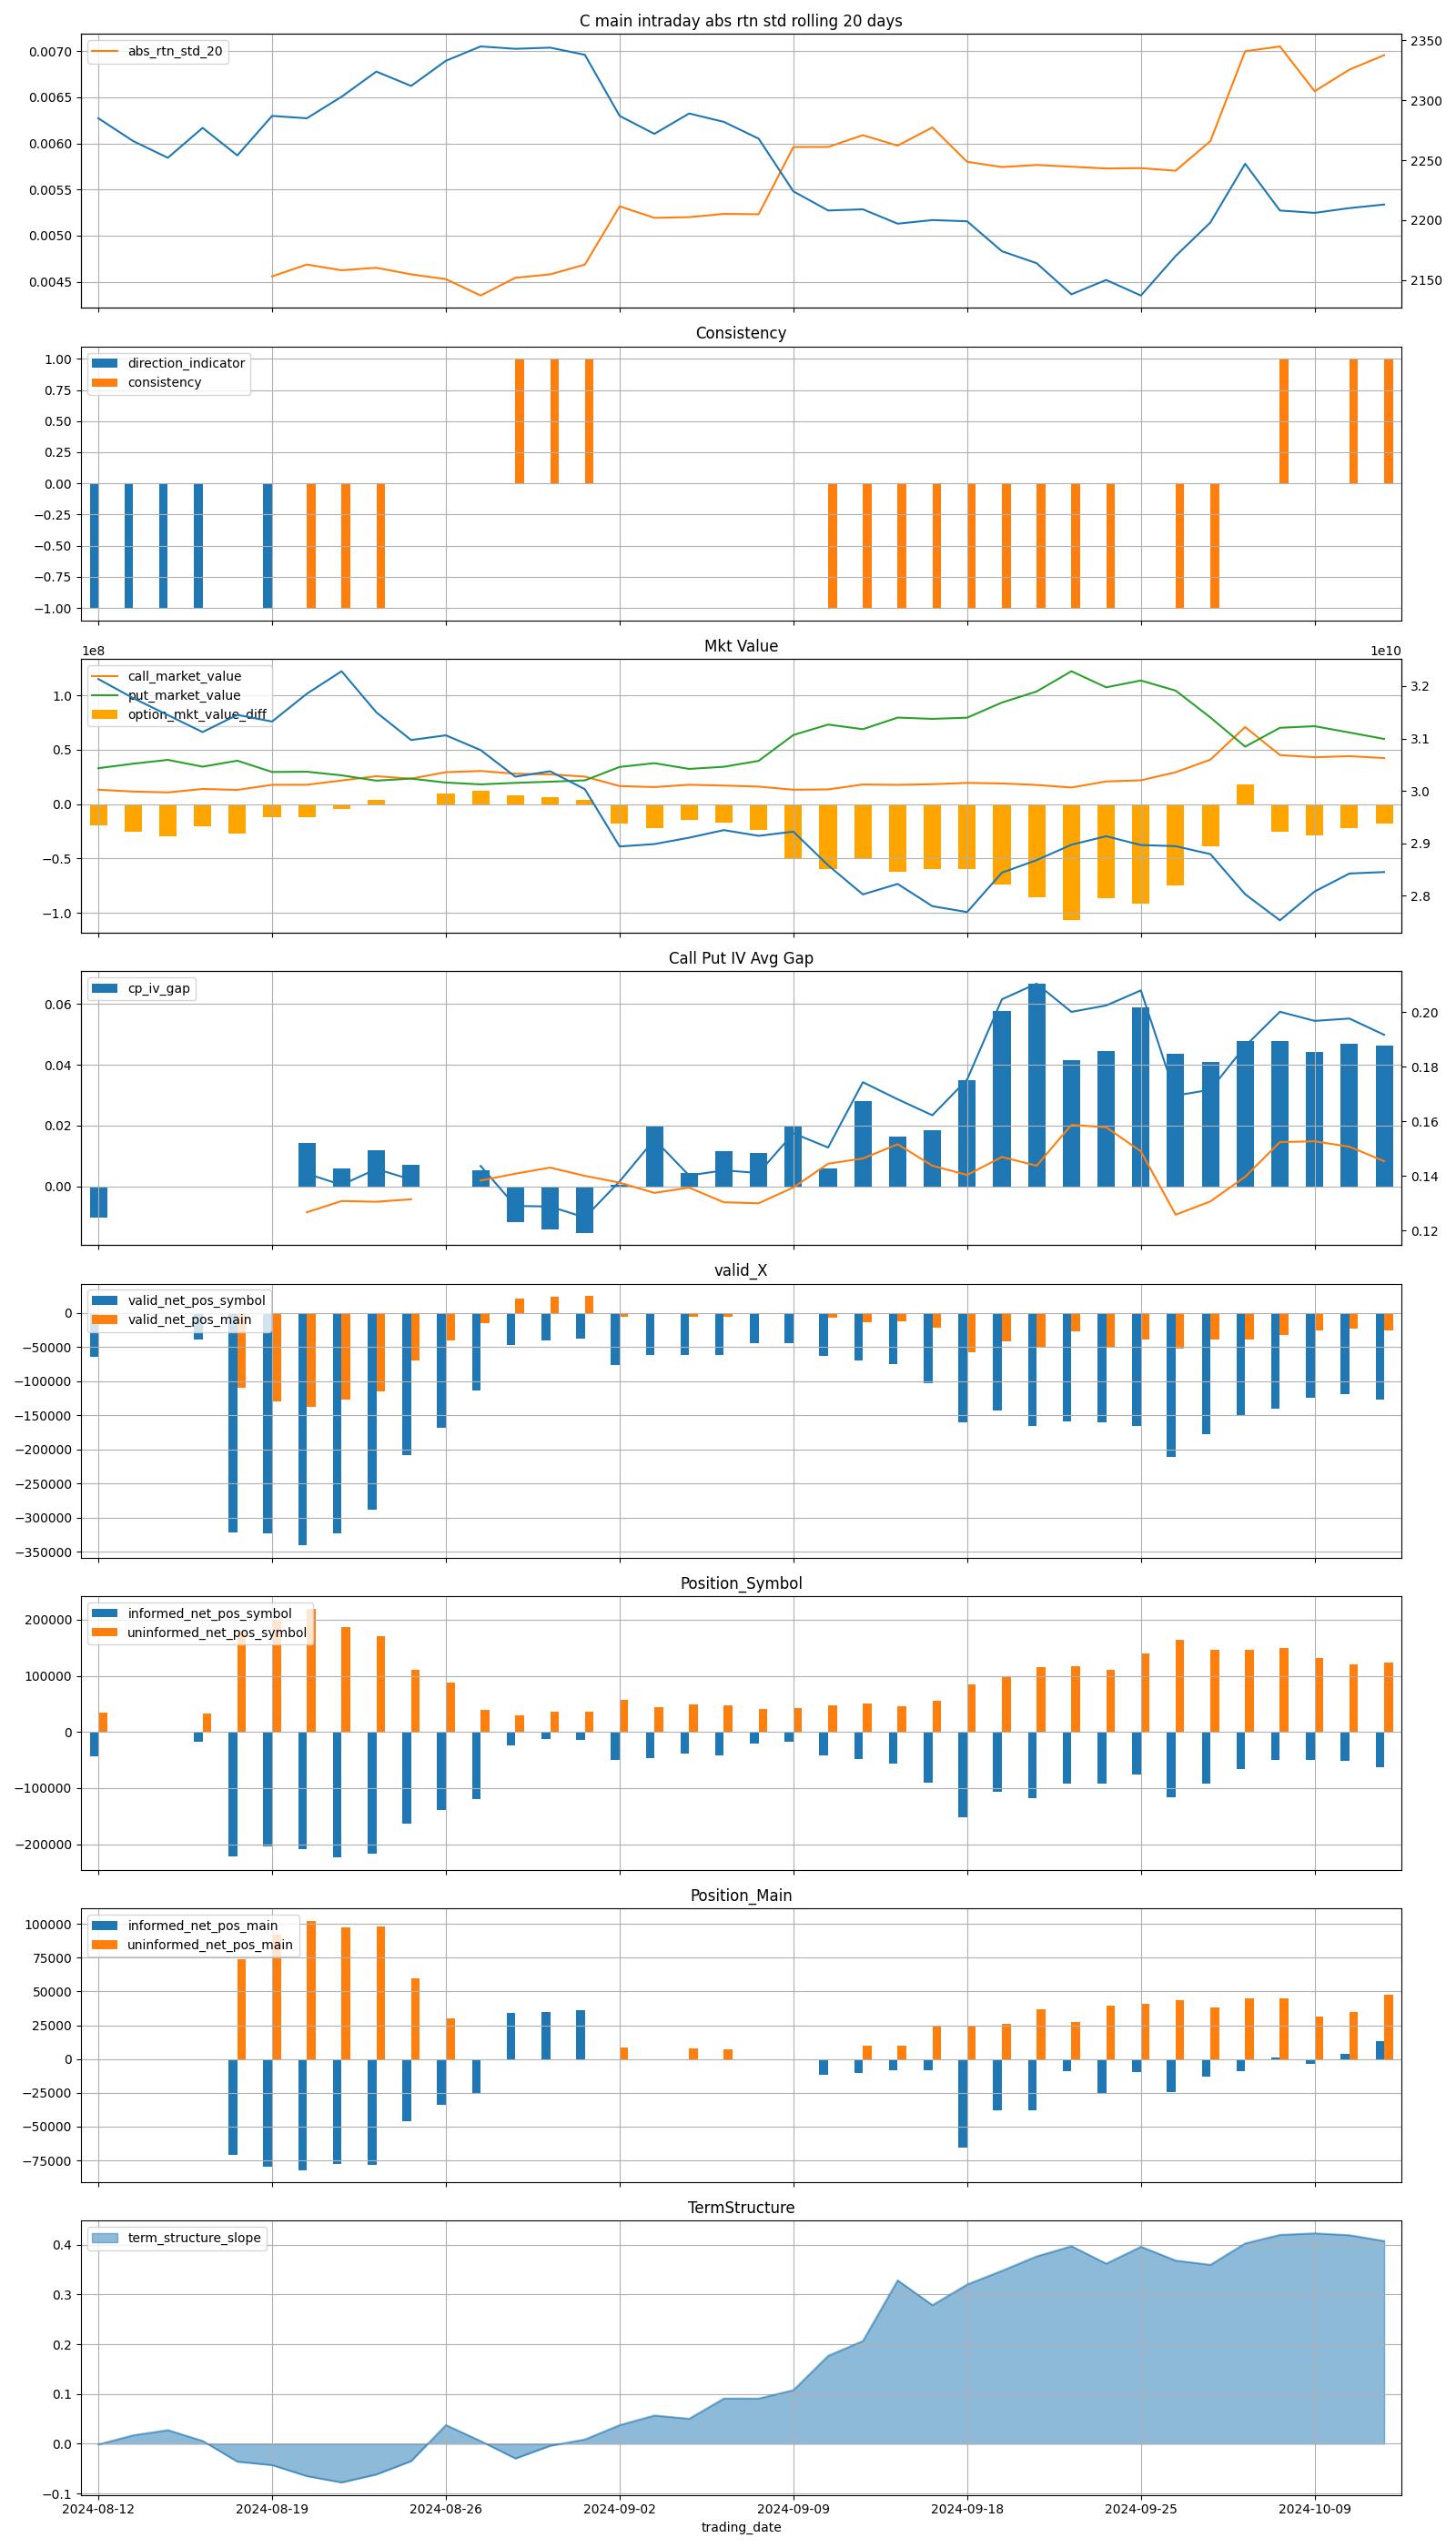 C main intraday abs rtn std rolling 20 days
abs_rtn_std_20
0.0070
0.0065
0.0060
0.0055
0.0050
0.0045
2350
2300
2250
2200
2150
Consistency
direction_indicator
consistency
1.00
0.75
0.50
0.25
0.00
−0.25
−0.50
−0.75
−1.00
Mkt Value
1e8
1e10
call_market_value
put_market_value
option_mkt_value_diff
1.0
0.5
0.0
−0.5
−1.0
3.2
3.1
3.0
2.9
2.8
Call Put IV Avg Gap
cp_iv_gap
0.06
0.04
0.02
0.00
0.20
0.18
0.16
0.14
0.12
valid_X
valid_net_pos_symbol
valid_net_pos_main
0
−50000
−100000
−150000
−200000
−250000
−300000
−350000
Position_Symbol
informed_net_pos_symbol
uninformed_net_pos_symbol
200000
100000
0
−100000
−200000
Position_Main
informed_net_pos_main
uninformed_net_pos_main
100000
75000
50000
25000
0
−25000
−50000
−75000
TermStructure
term_structure_slope
0.4
0.3
0.2
0.1
0.0
−0.1
2024-08-12 2024-08-19 2024-08-26 2024-09-02 2024-09-09 2024-09-18 2024-09-25 2024-10-09
trading_date